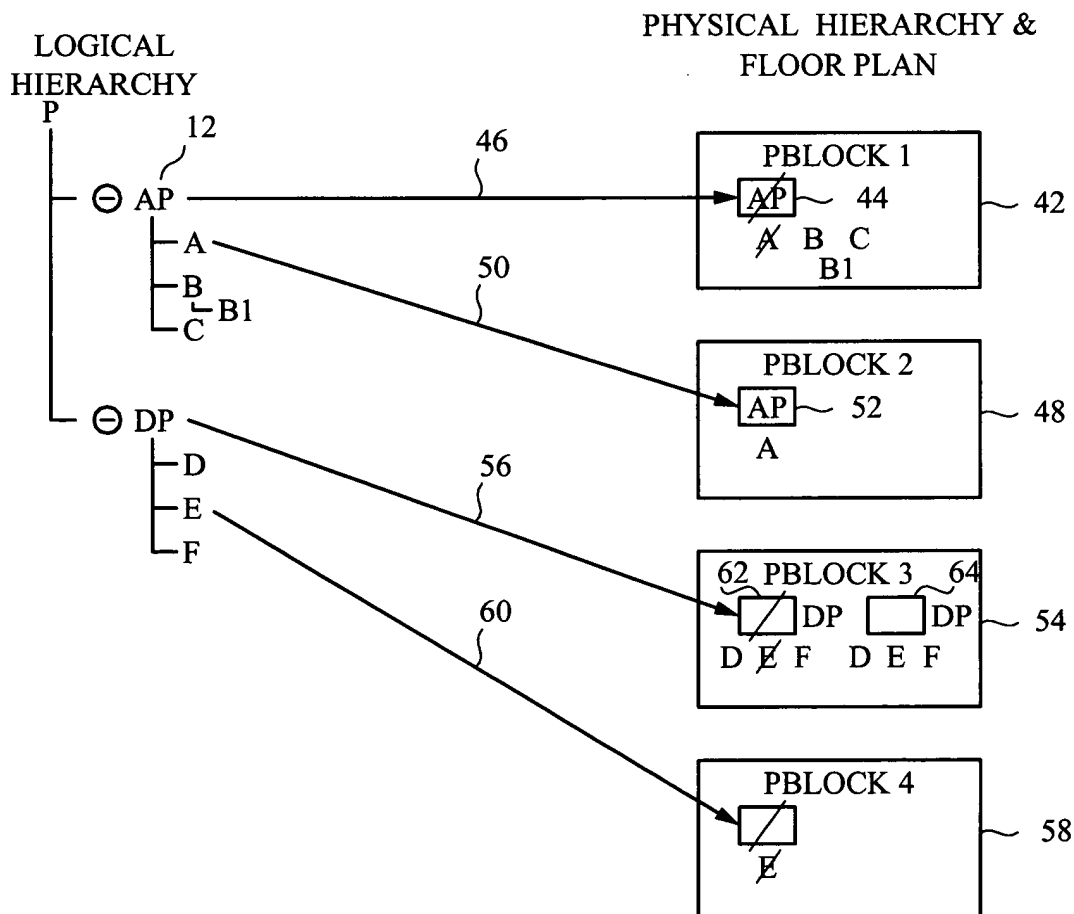 LOGICAL
HIERARCHY
P
12
AP
A
B
B1
C
DP
D
E
F
46
50
56
60
PHYSICAL HIERARCHY &
FLOOR PLAN
PBLOCK 1
AP
44
42
A B C
B1
PBLOCK 2
AP
52
48
A
PBLOCK 3
62
64
DP
DP
54
D E F
D E F
PBLOCK 4
58
E